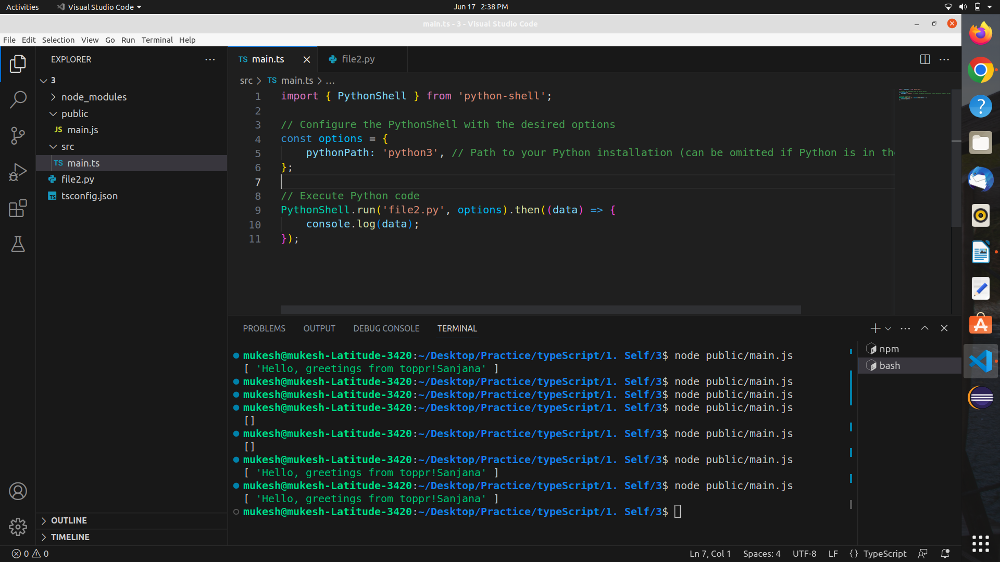 Activities Visual Studio Code Jun 17 2:38 PM
main.ts - 3 - Visual Studio Code
File Edit Selection View Go Run Terminal Help
EXPLORER
3
node_modules
public
JS main.js
src
TS main.ts
file2.py
TS tsconfig.json
OUTLINE
TIMELINE
TS main.ts file2.py
src > TS main.ts > ...
1 import { PythonShell } from 'python-shell';
2
3 // Configure the PythonShell with the desired options
4 const options = {
5 pythonPath: 'python3', // Path to your Python installation (can be omitted if Python is in th
6 };
7
8 // Execute Python code
9 PythonShell.run('file2.py', options).then((data) => {
10 console.log(data);
11 });
PROBLEMS OUTPUT DEBUG CONSOLE TERMINAL
mukesh@mukesh-Latitude-3420:~/Desktop/Practice/typeScript/1. Self/3$ node public/main.js
[ 'Hello, greetings from toppr!Sanjana' ]
mukesh@mukesh-Latitude-3420:~/Desktop/Practice/typeScript/1. Self/3$ node public/main.js
mukesh@mukesh-Latitude-3420:~/Desktop/Practice/typeScript/1. Self/3$ node public/main.js
mukesh@mukesh-Latitude-3420:~/Desktop/Practice/typeScript/1. Self/3$ node public/main.js
[]
mukesh@mukesh-Latitude-3420:~/Desktop/Practice/typeScript/1. Self/3$ node public/main.js
[]
mukesh@mukesh-Latitude-3420:~/Desktop/Practice/typeScript/1. Self/3$ node public/main.js
[ 'Hello, greetings from toppr!Sanjana' ]
mukesh@mukesh-Latitude-3420:~/Desktop/Practice/typeScript/1. Self/3$ node public/main.js
[ 'Hello, greetings from toppr!Sanjana' ]
mukesh@mukesh-Latitude-3420:~/Desktop/Practice/typeScript/1. Self/3$
npm
bash
0 0 Ln 7, Col 1 Spaces: 4 UTF-8 LF {} TypeScript